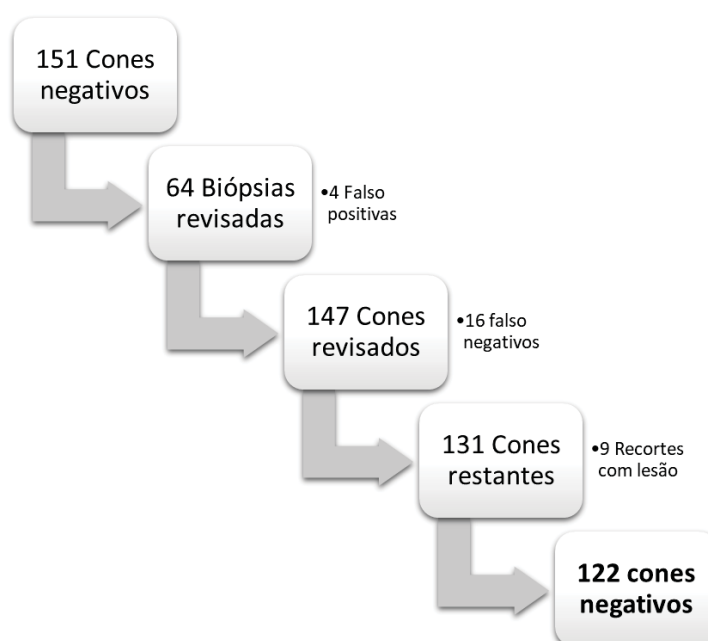 151 Cones
negativos
64 Biópsias
revisadas
•4 Falso
positivas
147 Cones
revisados
•16 falso
negativos
131 Cones
restantes
•9 Recortes
com lesão
122 cones
negativos